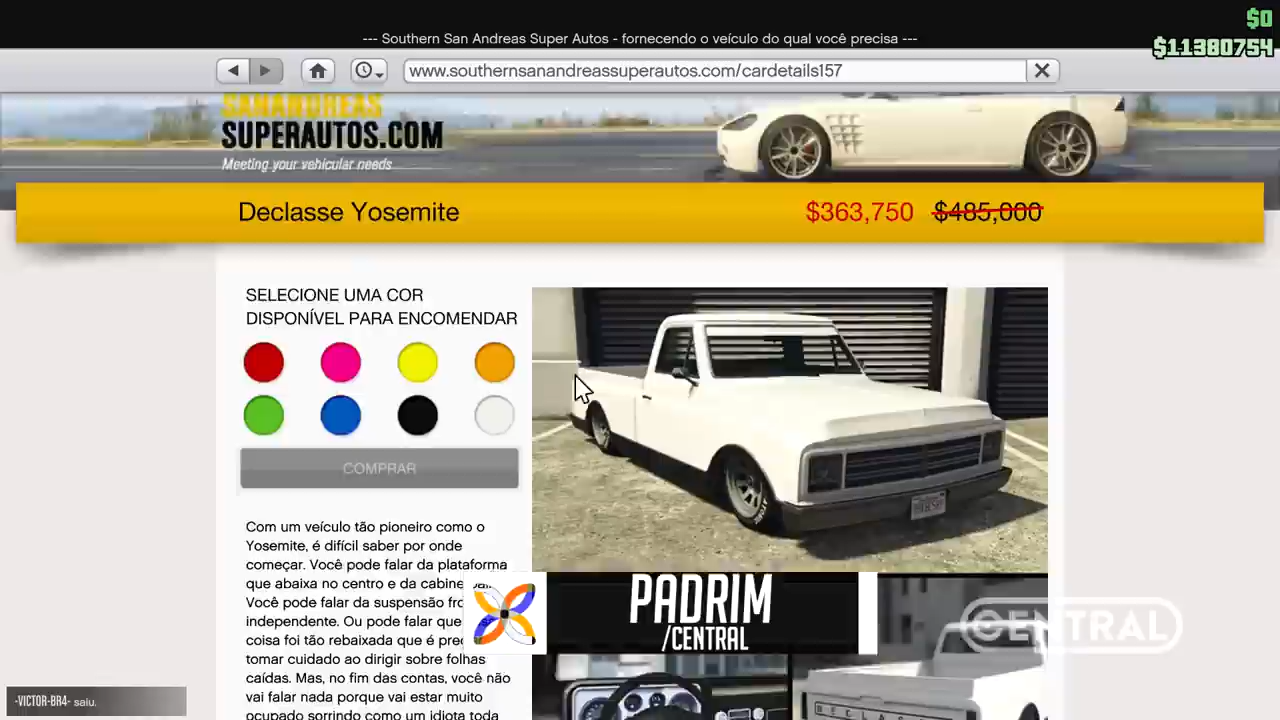 $0
--- Southern San Andreas Super Autos - fornecendo o veículo do qual você precisa ---
$11380754
www.southernsanandreassuperautos.com/cardetails157
SANANDREAS
SUPERAUTOS.COM
Meeting your vehicular needs
Declasse Yosemite
$363,750 $485,000
SELECIONE UMA COR
DISPONÍVEL PARA ENCOMENDAR
COMPRAR
Com um veículo tão pioneiro como o
Yosemite, é difícil saber por onde
começar. Você pode falar da plataforma
que abaixa no centro e da cabine
Você pode falar da suspensão
independente. Ou pode falar que
coisa foi tão rebaixada que é
tomar cuidado ao dirigir sobre folhas
caídas. Mas, no fim das contas, você não
vai falar nada porque vai estar muito
ocupado sorrindo como um idiota toda
PADRIM
/CENTRAL
CENTRAL
DECLASSE
-VICTOR-BR4- saiu.